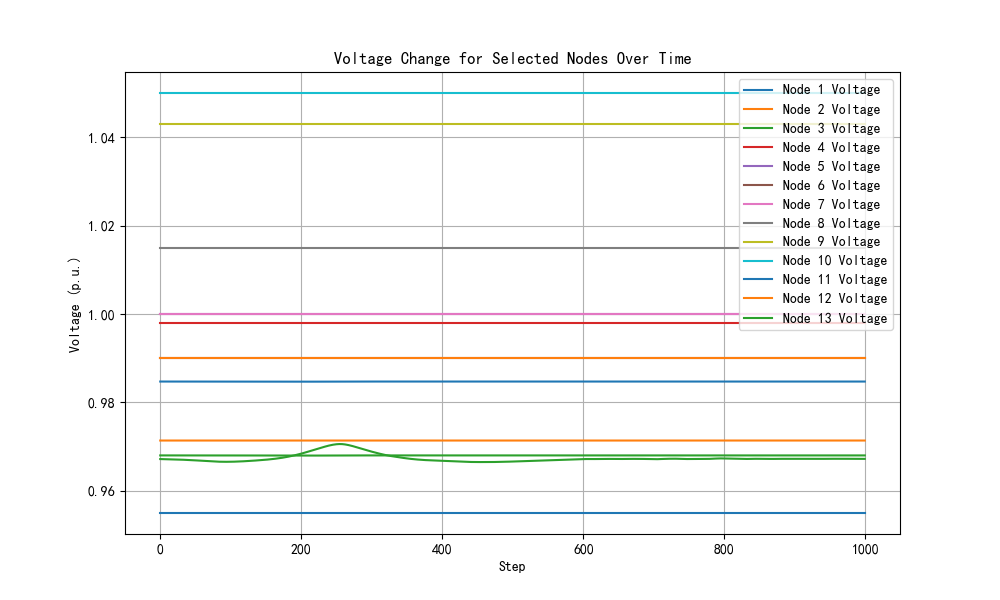 Voltage Change for Selected Nodes Over Time
Voltage (p.u.)
1.04
1.02
1.00
0.98
0.96
0
200
400
600
800
1000
Step
Node 1 Voltage
Node 2 Voltage
Node 3 Voltage
Node 4 Voltage
Node 5 Voltage
Node 6 Voltage
Node 7 Voltage
Node 8 Voltage
Node 9 Voltage
Node 10 Voltage
Node 11 Voltage
Node 12 Voltage
Node 13 Voltage